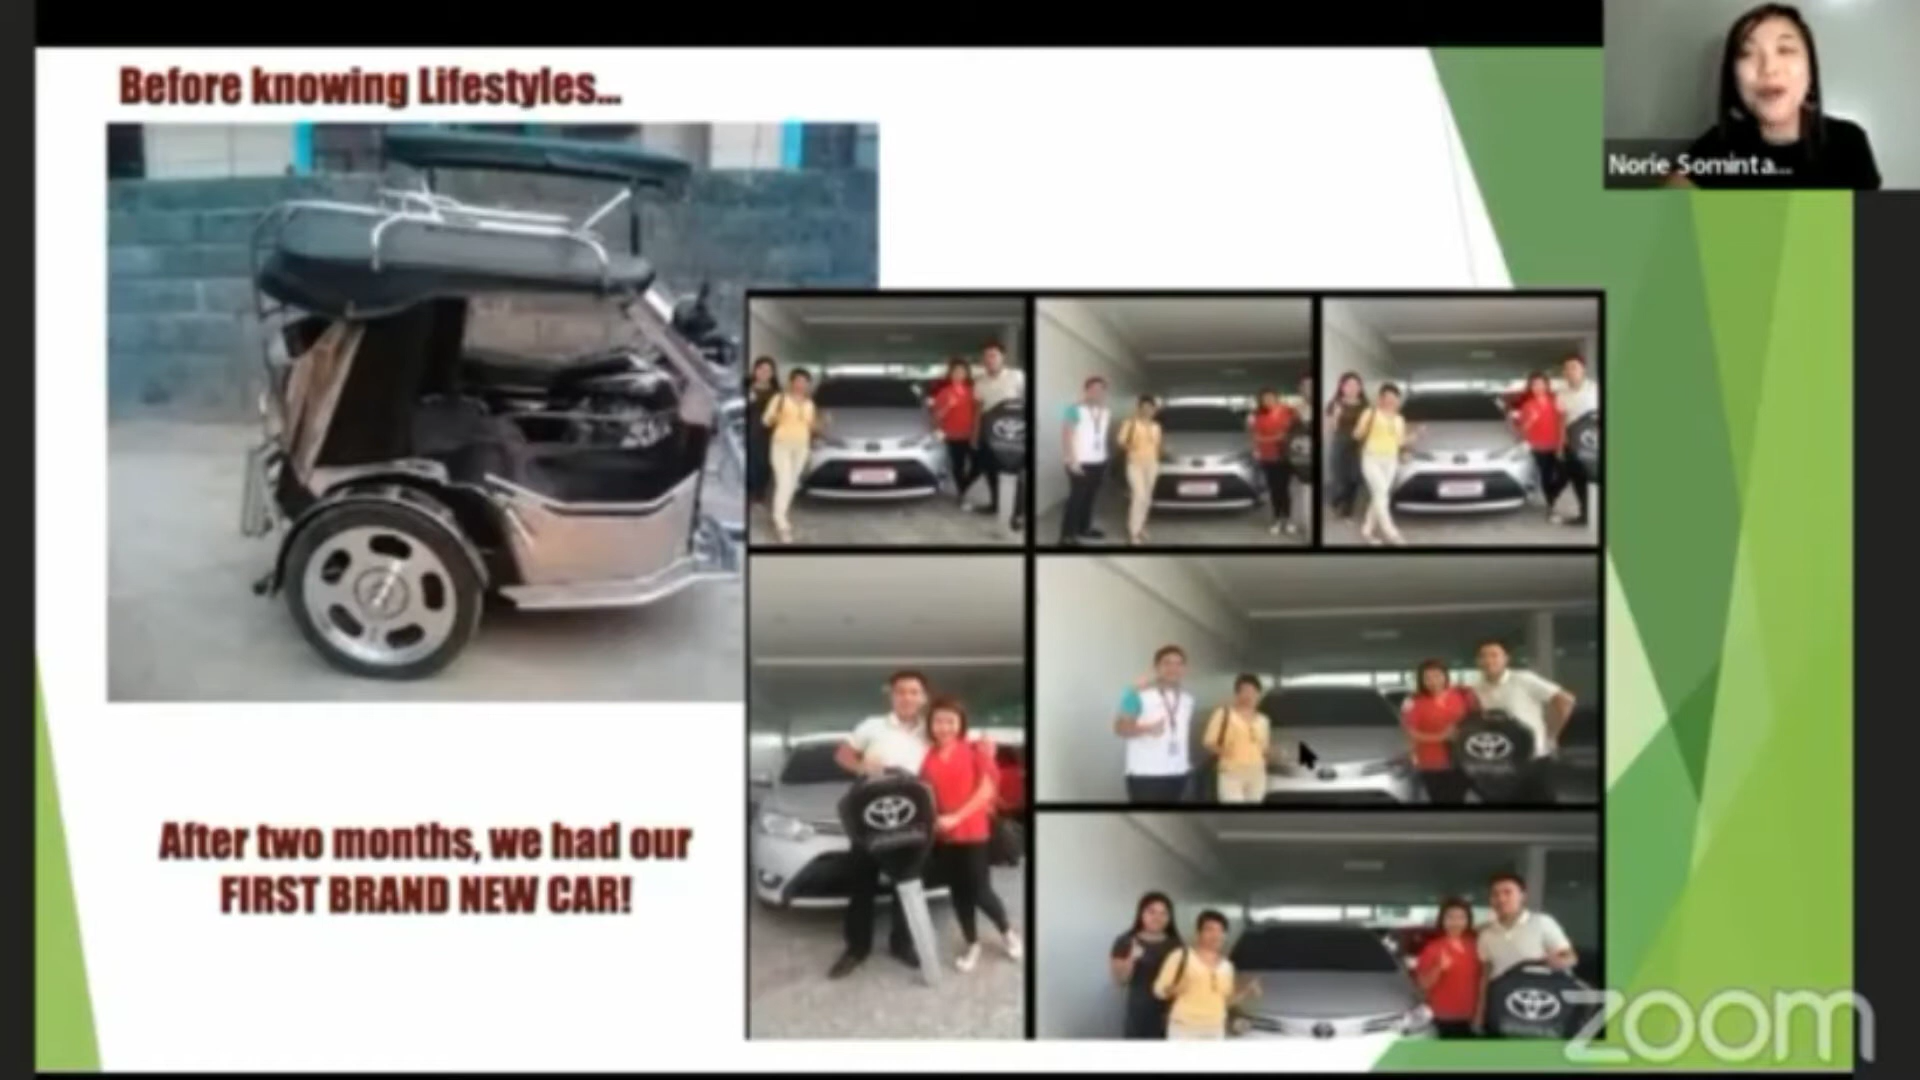 Before knowing Lifestyles...
Norie Sominta...
After two months, we had our
FIRST BRAND NEW CAR!
zoom